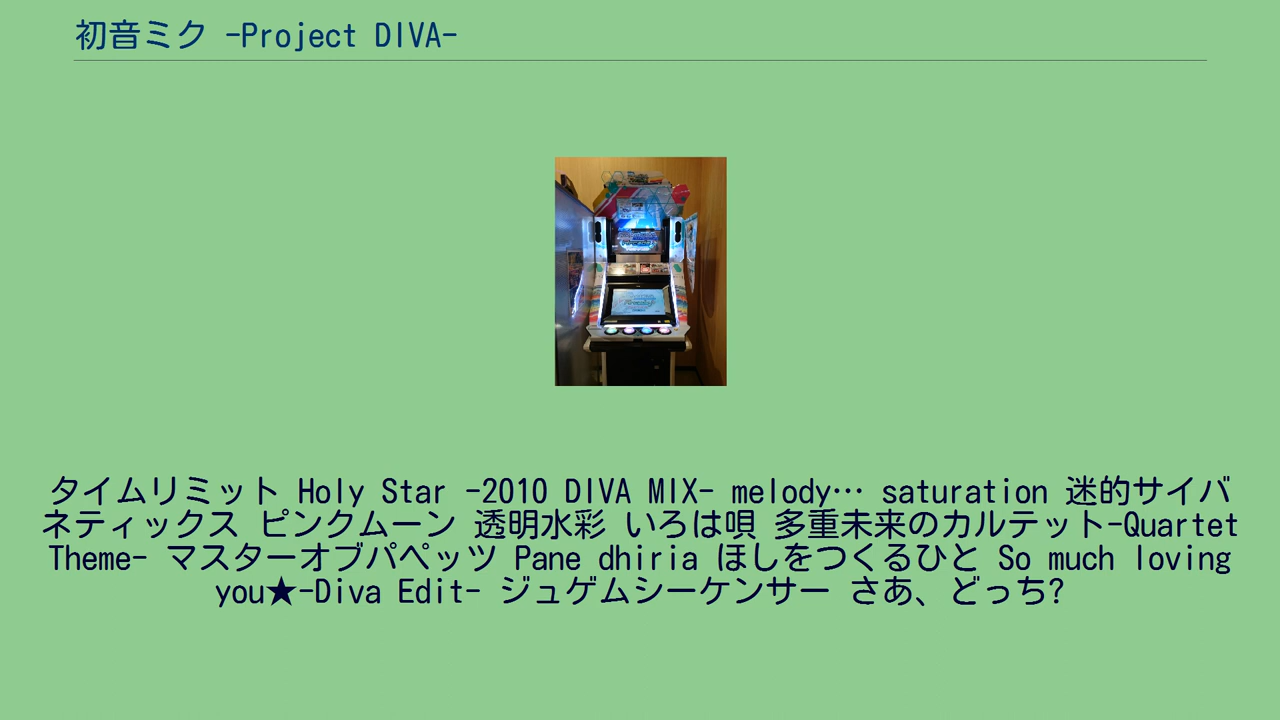 初音ミク -Project DIVA-
タイムリミット Holy Star -2010 DIVA MIX- melody… saturation 迷的サイバ
ネティックス ピンクムーン 透明水彩 いろは唄 多重未来のカルテット-Quartet
Theme- マスターオブパペッツ Pane dhiria ほしをつくるひと So much loving
you★-Diva Edit- ジュゲムシーケンサー さあ、どっち?